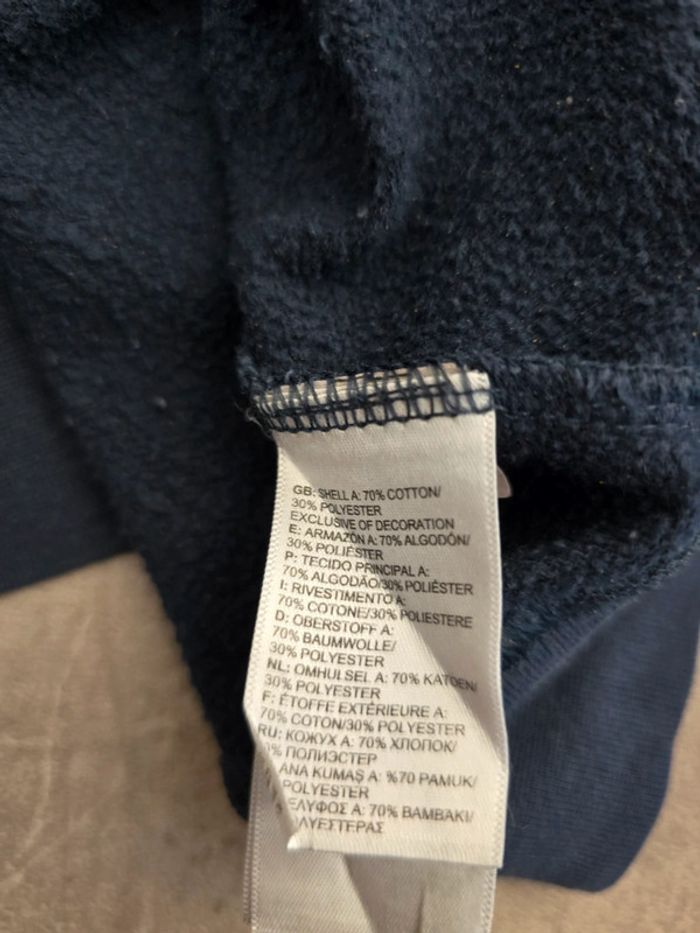 GB: SHELL A: 70% COTTON/
30% POLYESTER
EXCLUSIVE OF DECORATION
E: ARMAZÓN A: 70% ALGODÓN/
30% POLIÉSTER
P: TECIDO PRINCIPAL A:
70% ALGODÃO/30% POLIÉSTER
I: RIVESTIMENTO A:
70% COTONE/30% POLIESTERE
D: OBERSTOFF A:
70% BAUMWOLLE/
30% POLYESTER
NL: OMHULSEL A: 70% KATOEN/
30% POLYESTER
F: ÉTOFFE EXTÉRIEURE A:
70% COTON/30% POLYESTER
RU: КОЖУХ А: 70% ХЛОПОК/
ПОЛИЭСТЕР
ANA KUMAŞ A: %70 PAMUK/
POLYESTER
A: 70% ΒΑΜΒΑΚΙ/